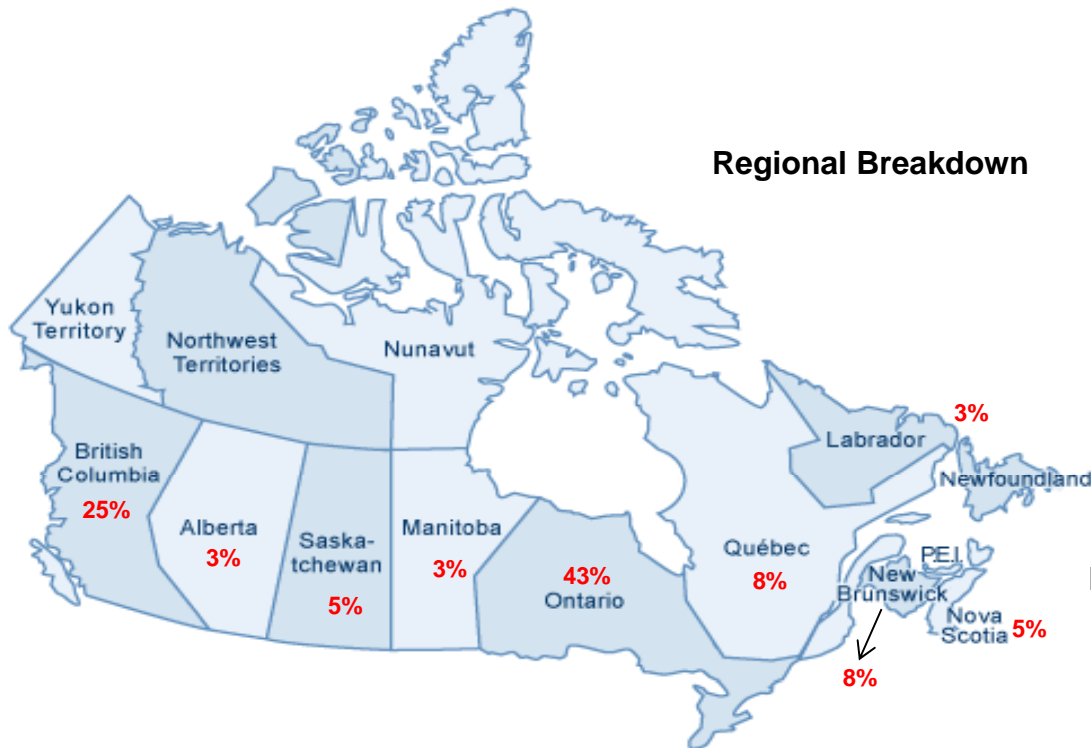 Regional Breakdown
Yukon
Territory
Northwest
Territories
Nunavut
British
Columbia
25%
Alberta
3%
Saska-
tchewan
5%
Manitoba
3%
43%
Ontario
Québec
8%
Labrador
3%
Newfoundland
P.E.I.
New
Brunswick
8%
Nova
Scotia 5%